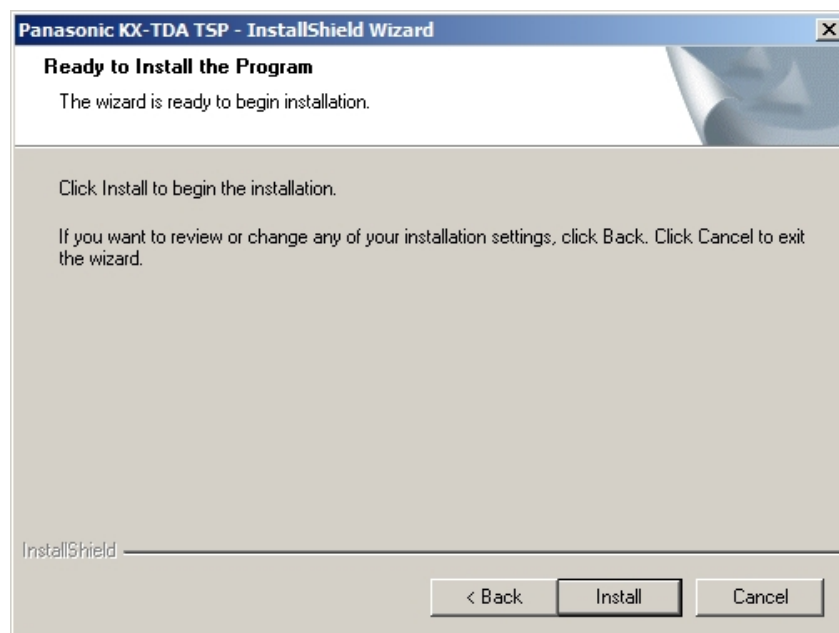 Panasonic KX-TDA TSP - InstallShield Wizard
Ready to Install the Program
The wizard is ready to begin installation.
Click Install to begin the installation.
If you want to review or change any of your installation settings, click Back. Click Cancel to exit
the wizard.
InstallShield
< Back Install Cancel